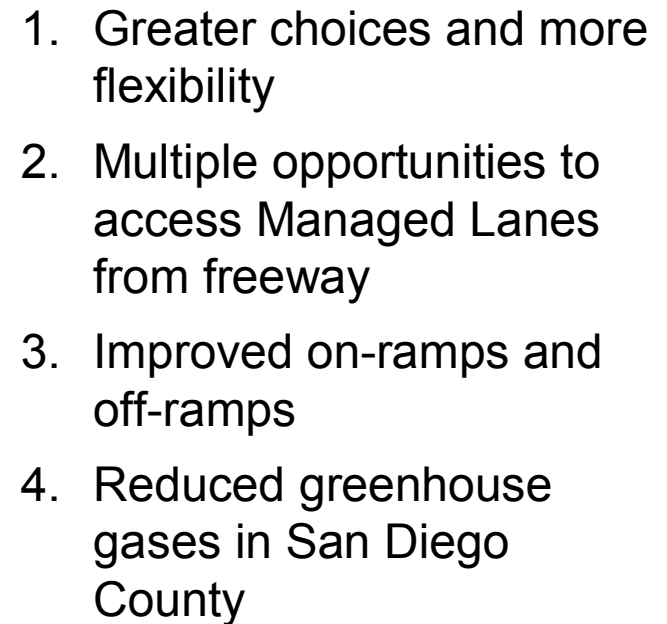 1. Greater choices and more
flexibility
2. Multiple opportunities to
access Managed Lanes
from freeway
3. Improved on-ramps and
off-ramps
4. Reduced greenhouse
gases in San Diego
County